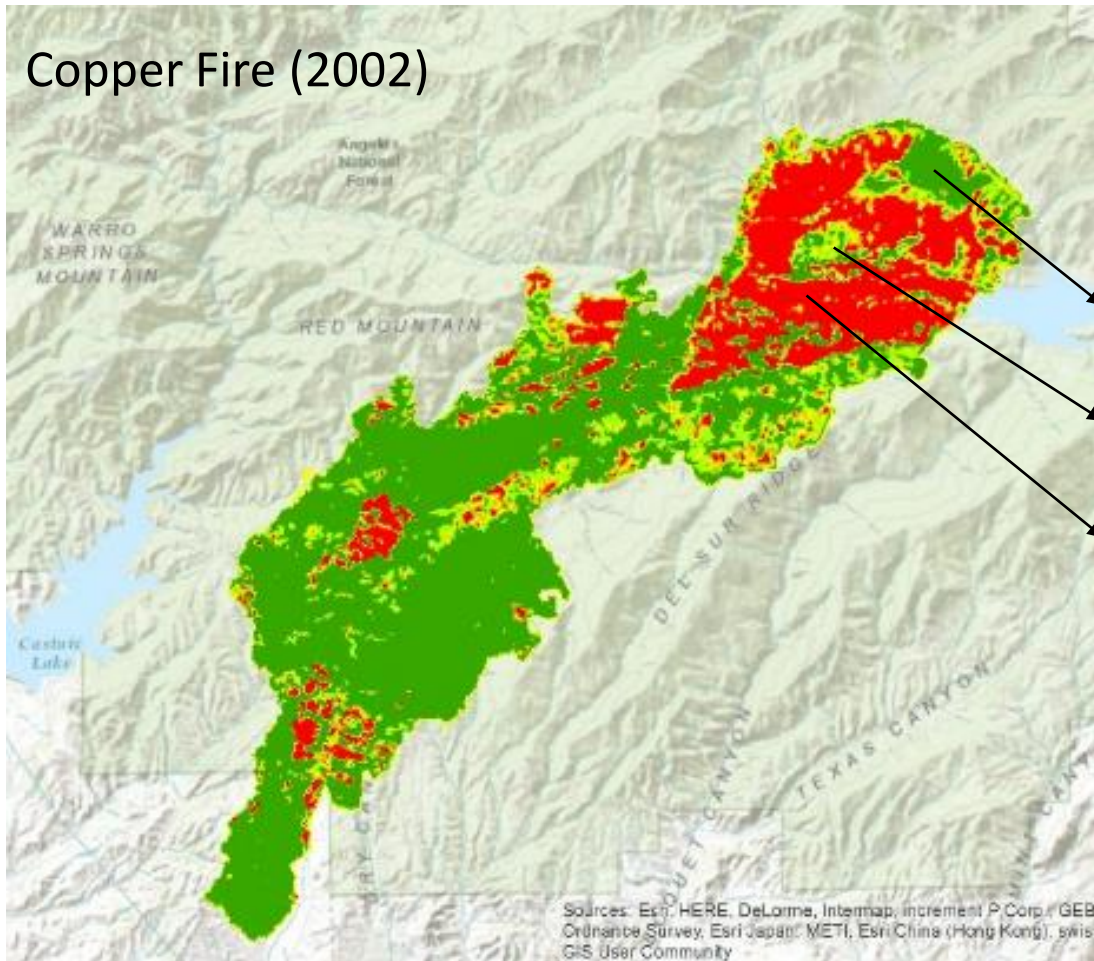 Copper Fire (2002)
Angeles
National
Forest
WARBO
SPRINGS
MOUNTAIN
RED MOUNTAIN
DEL SUR RIDGE
Castaic
Lake
TEXAS CANYON
Sources: Esri, HERE, DeLorme, Intermap, increment P Corp., GEB
Ordnance Survey, Esri Japan, METI, Esri China (Hong Kong), swis
GIS User Community